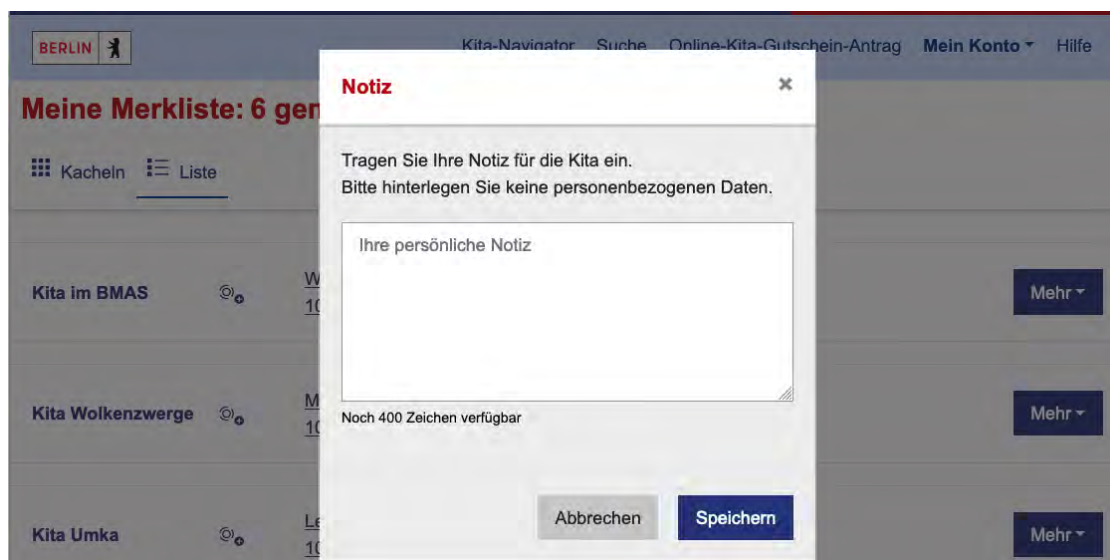 BERLIN
Kita-Navigator Suche Online-Kita-Gutschein-Antrag Mein Konto Hilfe
Meine Merkliste: 6
Kacheln Liste
Notiz
Tragen Sie Ihre Notiz für die Kita ein.
Bitte hinterlegen Sie keine personenbezogenen Daten.
Ihre persönliche Notiz
Noch 400 Zeichen verfügbar
Abbrechen Speichern
Kita im BMAS
Mehr
Kita Wolkenzwerge
Mehr
Kita Umka
Mehr